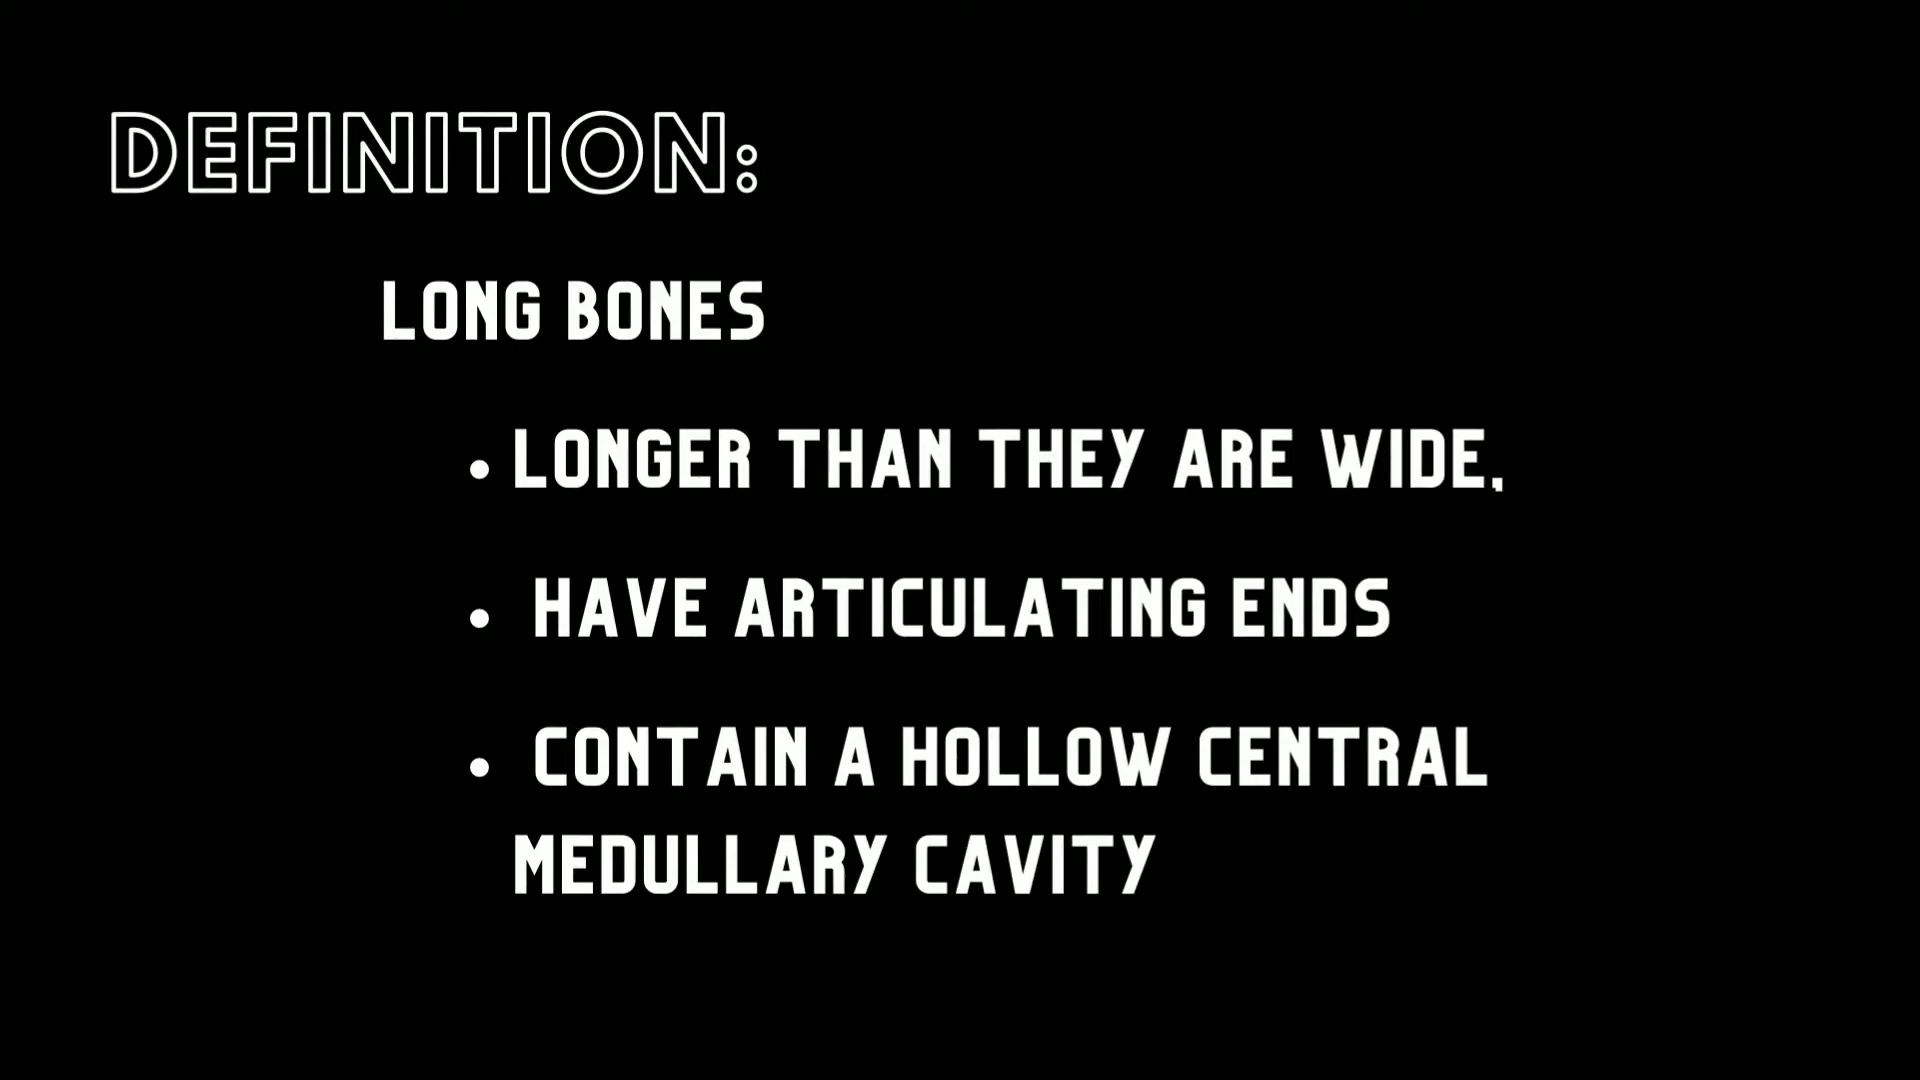 DEFINITION:
LONG BONES
• LONGER THAN THEY ARE WIDE,
• HAVE ARTICULATING ENDS
• CONTAIN A HOLLOW CENTRAL
MEDULLARY CAVITY